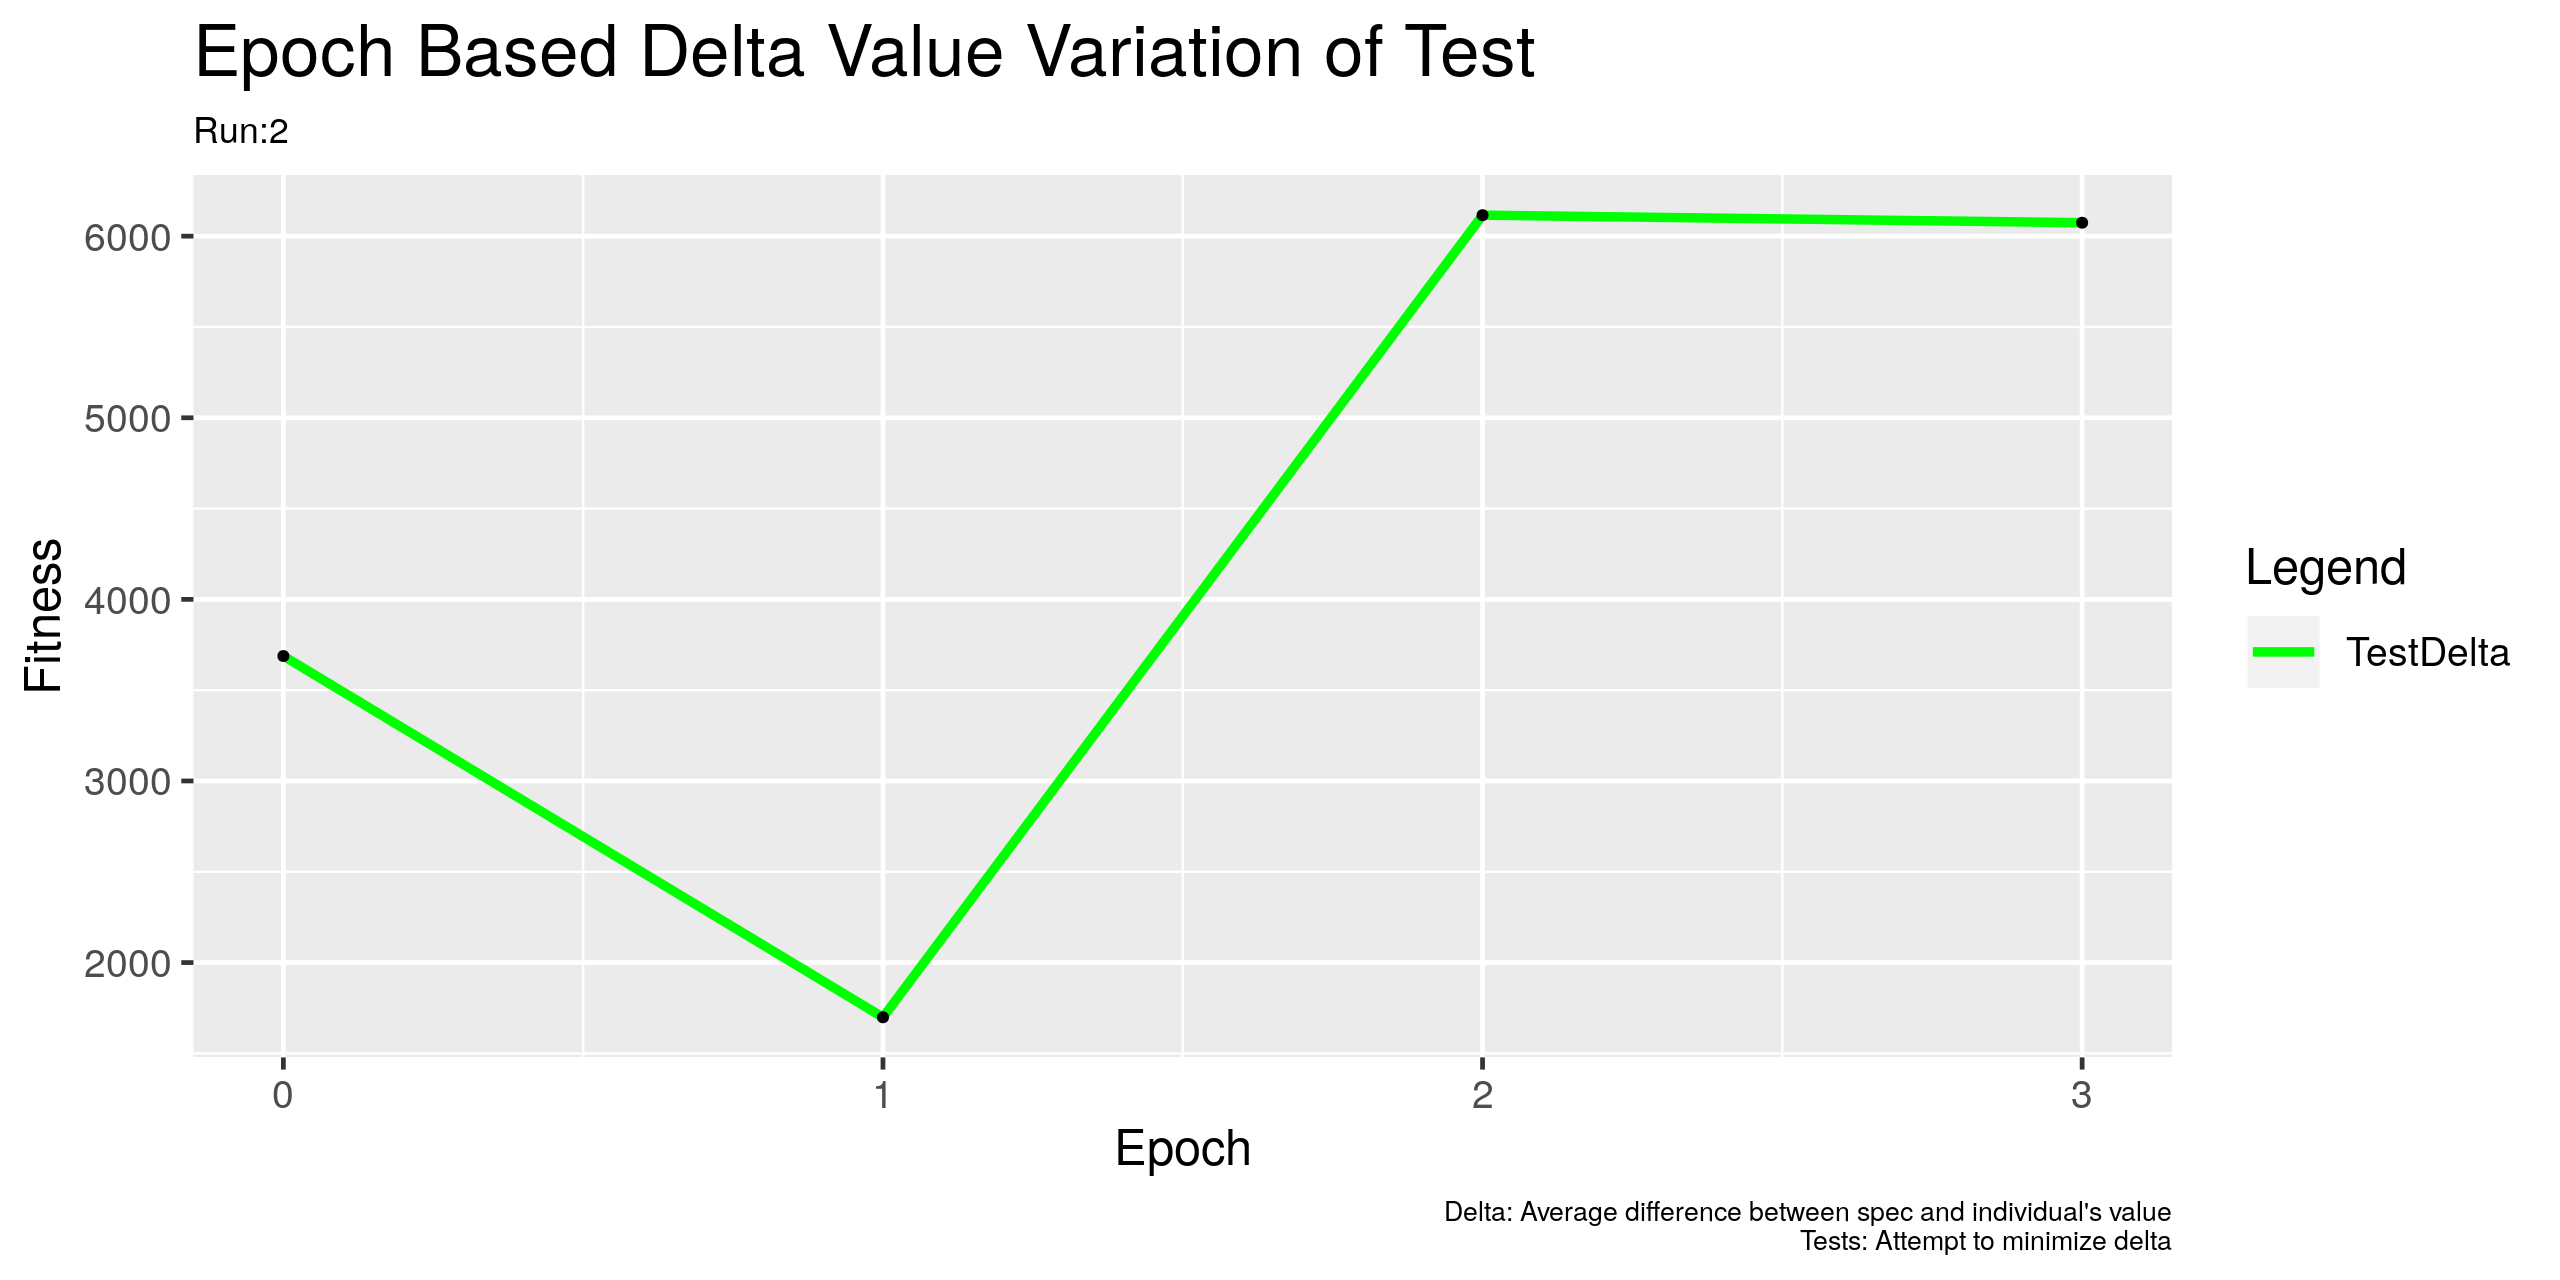 Epoch Based Delta Value Variation of Test
Run:2
6000
5000
4000
3000
2000
Fitness
0 1 2 3
Epoch
Legend
TestDelta
Delta: Average difference between spec and individual's value
Tests: Attempt to minimize delta